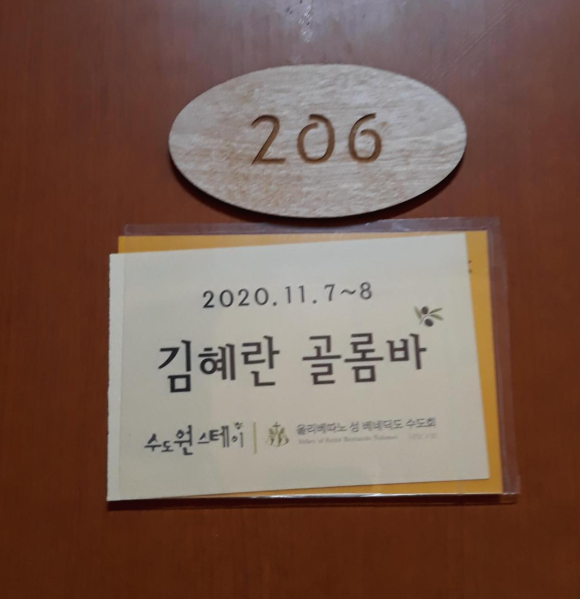 206
2020.11.7~8
김혜란 골롬바
수도원스테이
올리베따노 성 베네딕도 수도회